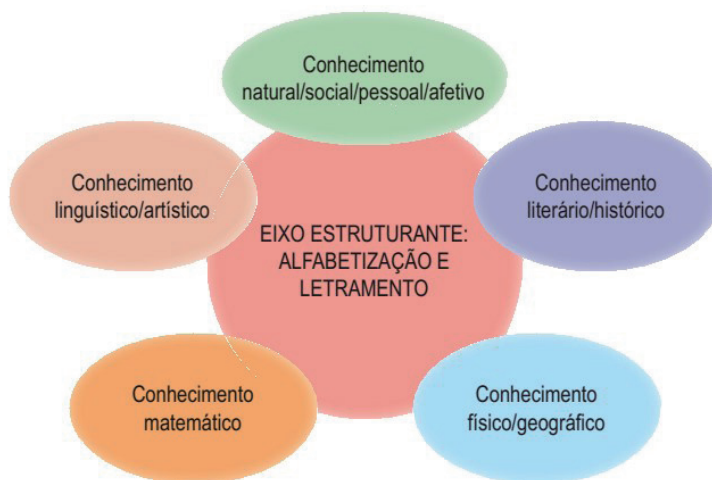 Conhecimento
natural/social/pessoal/afetivo
Conhecimento
linguístico/artístico
Conhecimento
literário/histórico
EIXO ESTRUTURANTE:
ALFABETIZAÇÃO E
LETRAMENTO
Conhecimento
matemático
Conhecimento
físico/geográfico